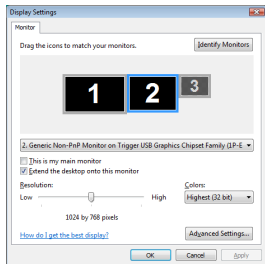 Display Settings
Monitor
Drag the icons to match your monitors.
Identify Monitors
1
2
3
2. Generic Non-PnP Monitor on Trigger USB Graphics Chipset Family (1P-E
This is my main monitor
Extend the desktop onto this monitor
Resolution:
Colors:
Low
High
Highest (32 bit)
1024 by 768 pixels
How do I get the best display?
Advanced Settings...
OK
Cancel
Apply